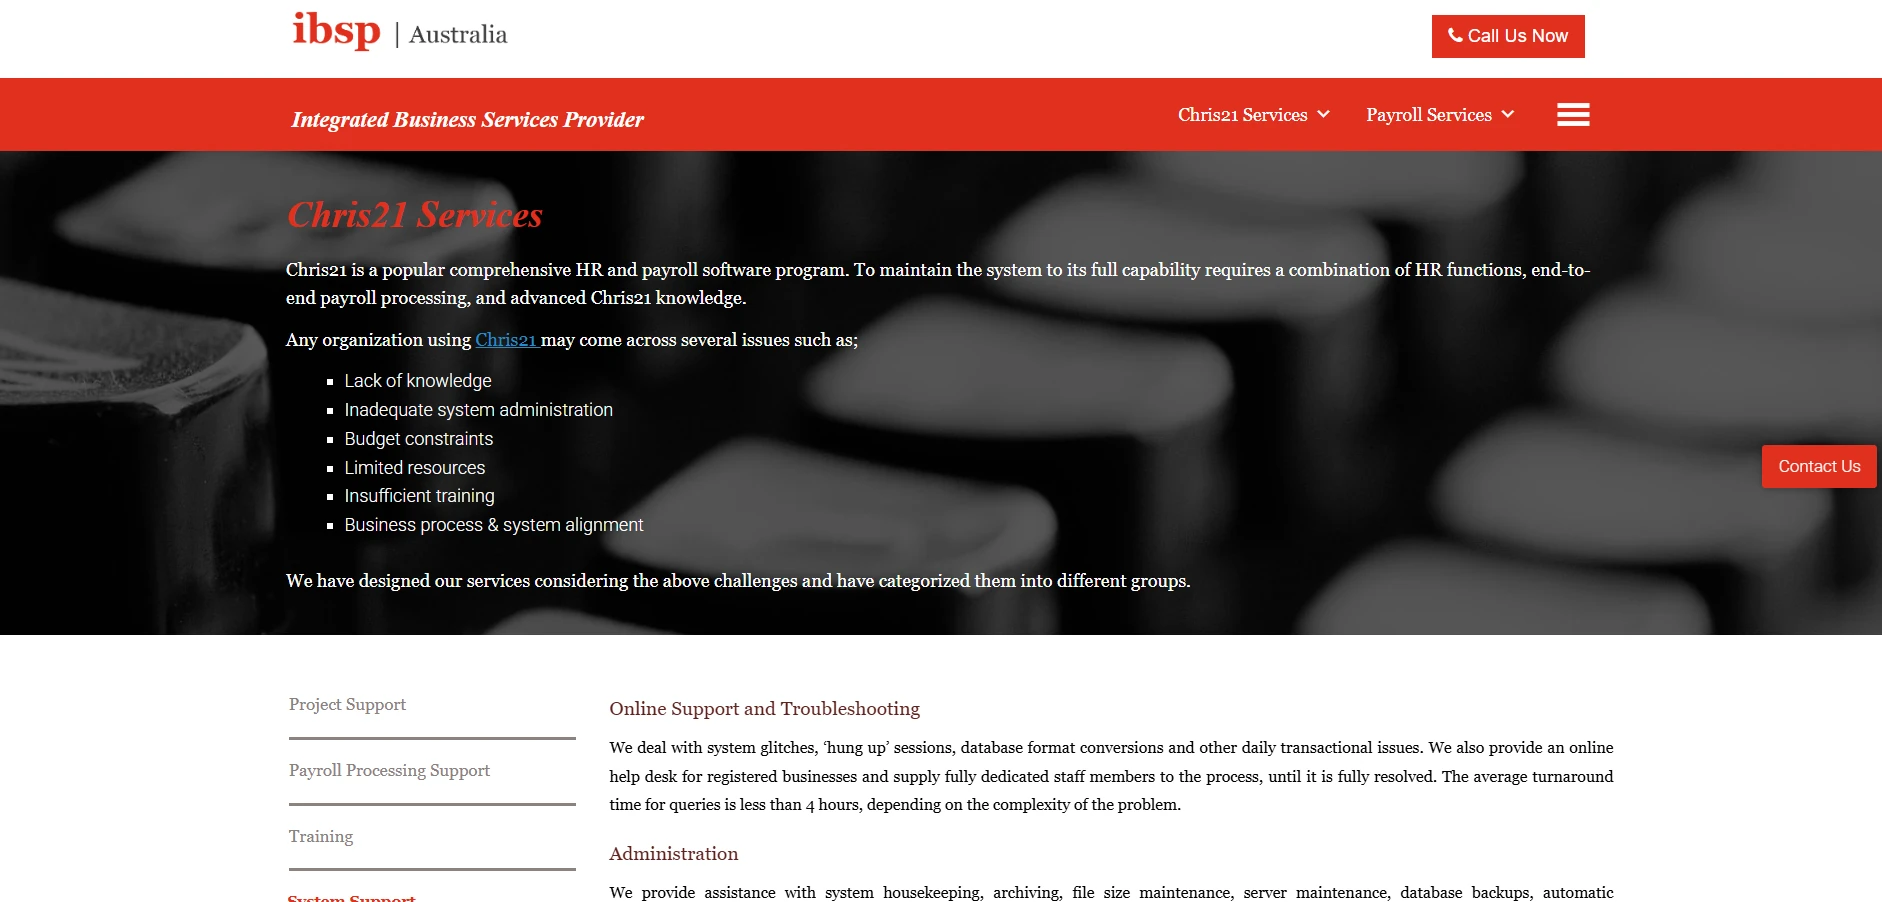 ibsp | Australia
Call Us Now
Integrated Business Services Provider
Chris21 Services
Payroll Services
Chris21 Services
Chris21 is a popular comprehensive HR and payroll software program. To maintain the system to its full capability requires a combination of HR functions, end-to-
end payroll processing, and advanced Chris21 knowledge.
Any organization using Chris21 may come across several issues such as;
Lack of knowledge
Inadequate system administration
Budget constraints
Limited resources
Insufficient training
Business process & system alignment
Contact Us
We have designed our services considering the above challenges and have categorized them into different groups.
Project Support
Payroll Processing Support
Training
System Support
Online Support and Troubleshooting
We deal with system glitches, ‘hung up’ sessions, database format conversions and other daily transactional issues. We also provide an online
help desk for registered businesses and supply fully dedicated staff members to the process, until it is fully resolved. The average turnaround
time for queries is less than 4 hours, depending on the complexity of the problem.
Administration
We provide assistance with system housekeeping, archiving, file size maintenance, server maintenance, database backups, automatic